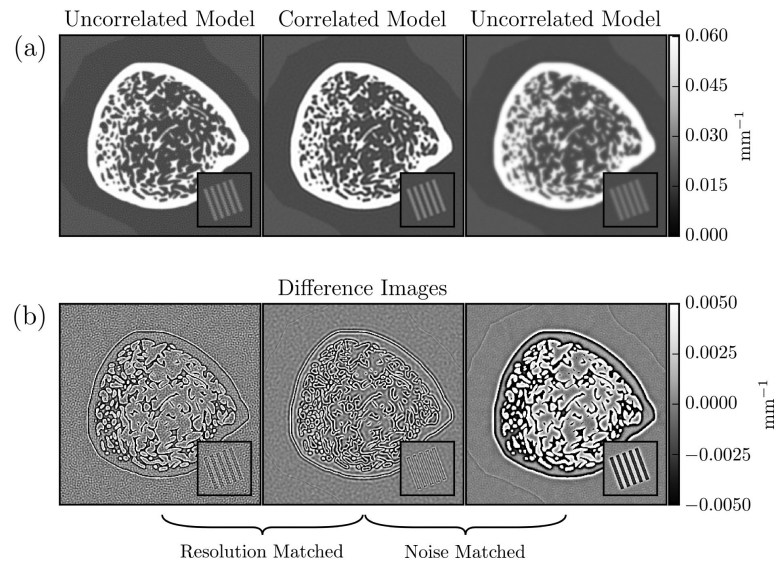 Uncorrelated Model Correlated Model Uncorrelated Model
(a)
0.060
0.045
0.030
0.015
0.000
mm⁻¹
Difference Images
(b)
0.0050
0.0025
0.0000
−0.0025
−0.0050
mm⁻¹
Resolution Matched Noise Matched